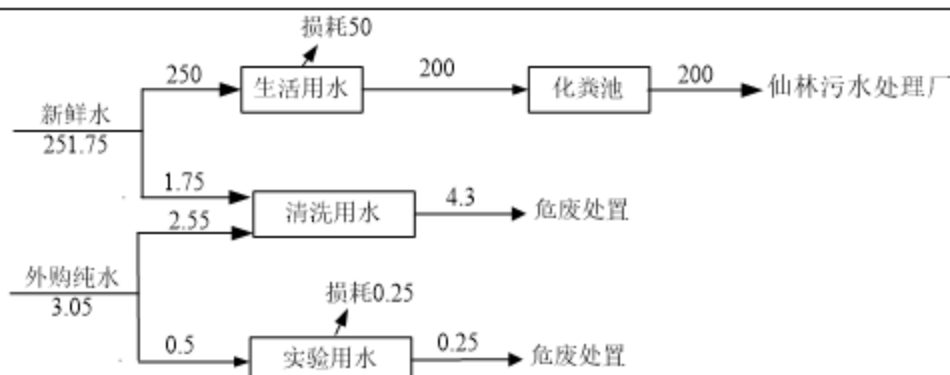 损耗50
250
生活用水
200
化粪池
200
仙林污水处理厂
新鲜水
251.75
1.75
清洗用水
4.3
危废处置
2.55
外购纯水
3.05
损耗0.25
0.5
实验用水
0.25
危废处置